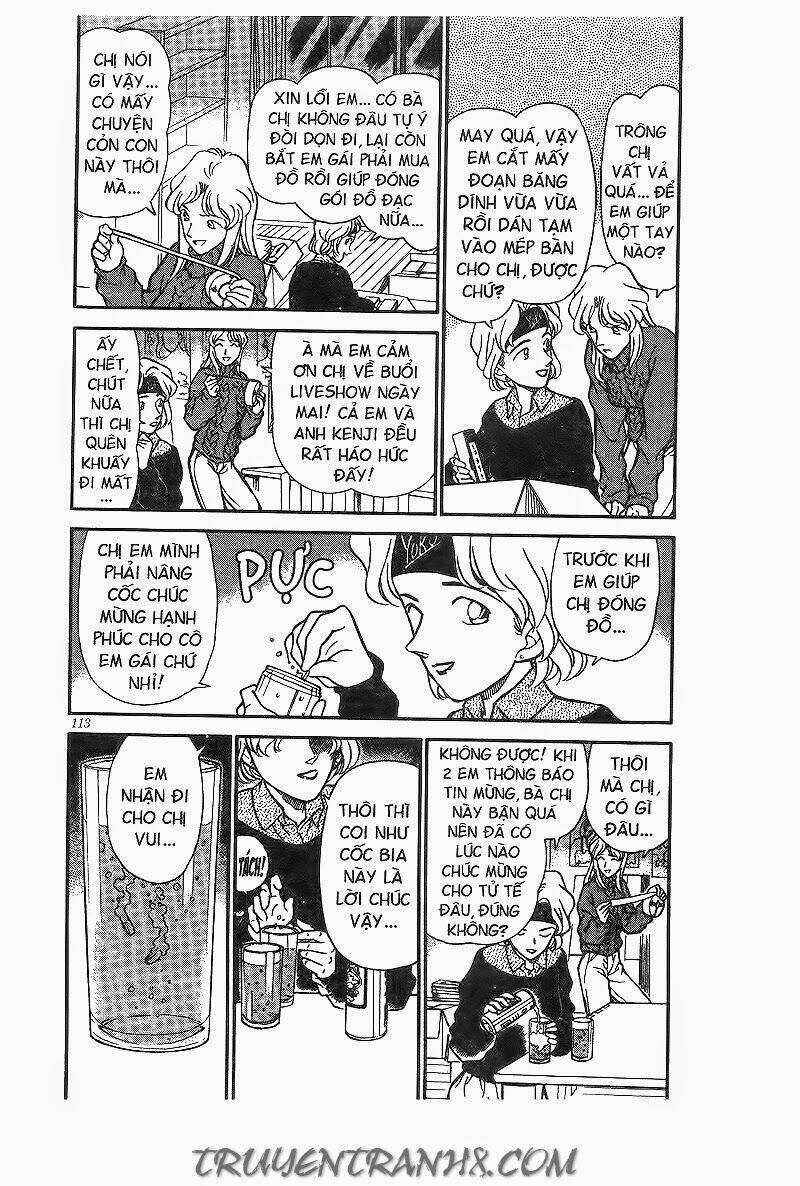 TRÔNG
CHỊ
VẤT VẢ
QUÁ... ĐỂ
EM GIÚP
MỘT TAY
NÀO?
MAY QUÁ, VẬY
EM CẮT MẤY
ĐOẠN BĂNG
DÍNH VỪA VỪA
RỒI DÁN TẠM
VÀO MÉP BÀN
CHO CHỊ, ĐƯỢC
CHỨ?
XIN LỖI EM... CÓ BÀ
CHỊ KHÔNG ĐÂU TỰ Ý
ĐÒI DỌN ĐI, LẠI CÒN
BẮT EM GÁI PHẢI MUA
ĐỒ RỒI GIÚP ĐÓNG
GÓI ĐỒ ĐẠC
NỮA...
CHỊ NÓI
GÌ VẬY...
CÓ MẤY
CHUYỆN
CỎN CON
NÀY THÔI
MÀ...
À MÀ EM CẢM
ƠN CHỊ VỀ BUỔI
LIVESHOW NGÀY
MAI! CẢ EM VÀ
ANH KENJI ĐỀU
RẤT HÁO HỨC
ĐẤY!
ẤY
CHẾT,
CHÚT
NỮA
THÌ CHỊ
QUÊN
KHUẤY
ĐI MẤT
...
TRƯỚC KHI
EM GIÚP
CHỊ ĐÓNG
ĐỒ...
YOKO
PỰC
CHỊ EM MÌNH
PHẢI NÂNG
CỐC CHÚC
MỪNG HẠNH
PHÚC CHO CÔ
EM GÁI CHỨ
NHỈ!
113
THÔI
MÀ CHỊ,
CÓ GÌ
ĐÂU...
KHÔNG ĐƯỢC! KHI
2 EM THÔNG BÁO
TIN MỪNG, BÀ CHỊ
NÀY BẬN QUÁ
NÊN ĐÃ CÓ
LÚC NÀO
CHÚC MỪNG
CHO TỬ TẾ
ĐÂU, ĐÚNG
KHÔNG?
THÔI THÌ
COI NHƯ
CỐC BIA
NÀY LÀ
LỜI CHÚC
VẬY...
TÁCH!
EM
NHẬN ĐI
CHO CHỊ
VUI...
TRUYENTRANH8.COM